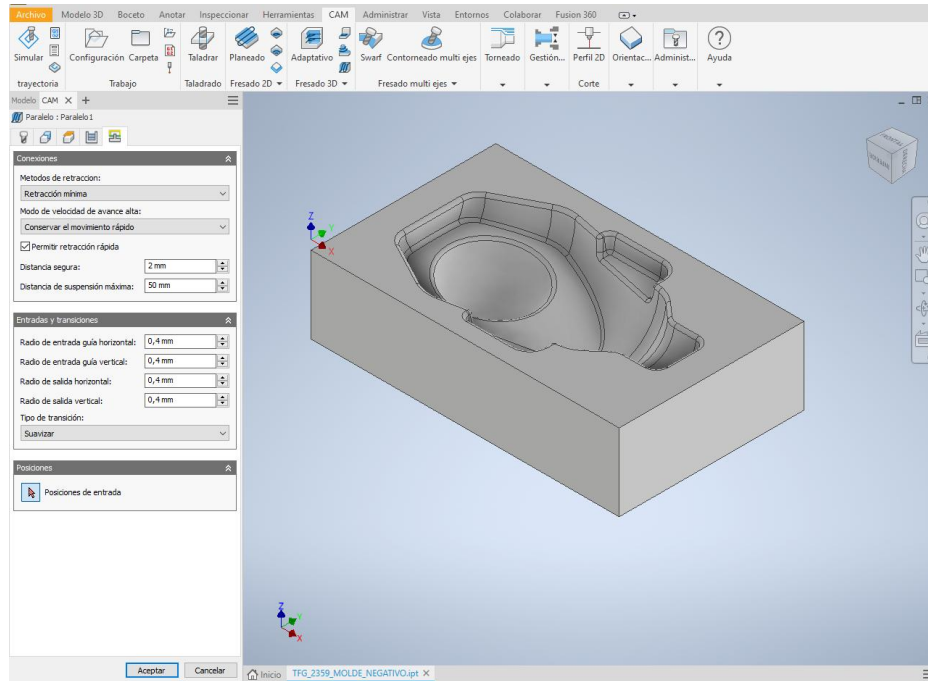 Archivo Modelo 3D Boceto Anotar Inspeccionar Herramientas CAM Administrar Vista Entornos Colaborar Fusion 360
Simular Configuración Carpeta Taladrar Planeado Adaptativo Swarf Contorneado multi ejes Torneado Gestión... Perfil 2D Orientac... Administ... Ayuda
trayectoria Trabajo Taladrado Fresado 2D Fresado 3D Fresado multi ejes Corte
Modelo CAM X +
Paralelo : Paralelo1
Conexiones
Metodos de retraccion:
Retracción mínima
Modo de velocidad de avance alta:
Conservar el movimiento rápido
Permitir retracción rápida
Distancia segura: 2 mm
Distancia de suspensión máxima: 50 mm
Entradas y transiciones
Radio de entrada guía horizontal: 0,4 mm
Radio de entrada guía vertical: 0,4 mm
Radio de salida horizontal: 0,4 mm
Radio de salida vertical: 0,4 mm
Tipo de transición:
Suavizar
Posiciones
Posiciones de entrada
Aceptar Cancelar
Z
Y
X
Z
Y
X
Inicio TFG_2359_MOLDE_NEGATIVO.ipt X